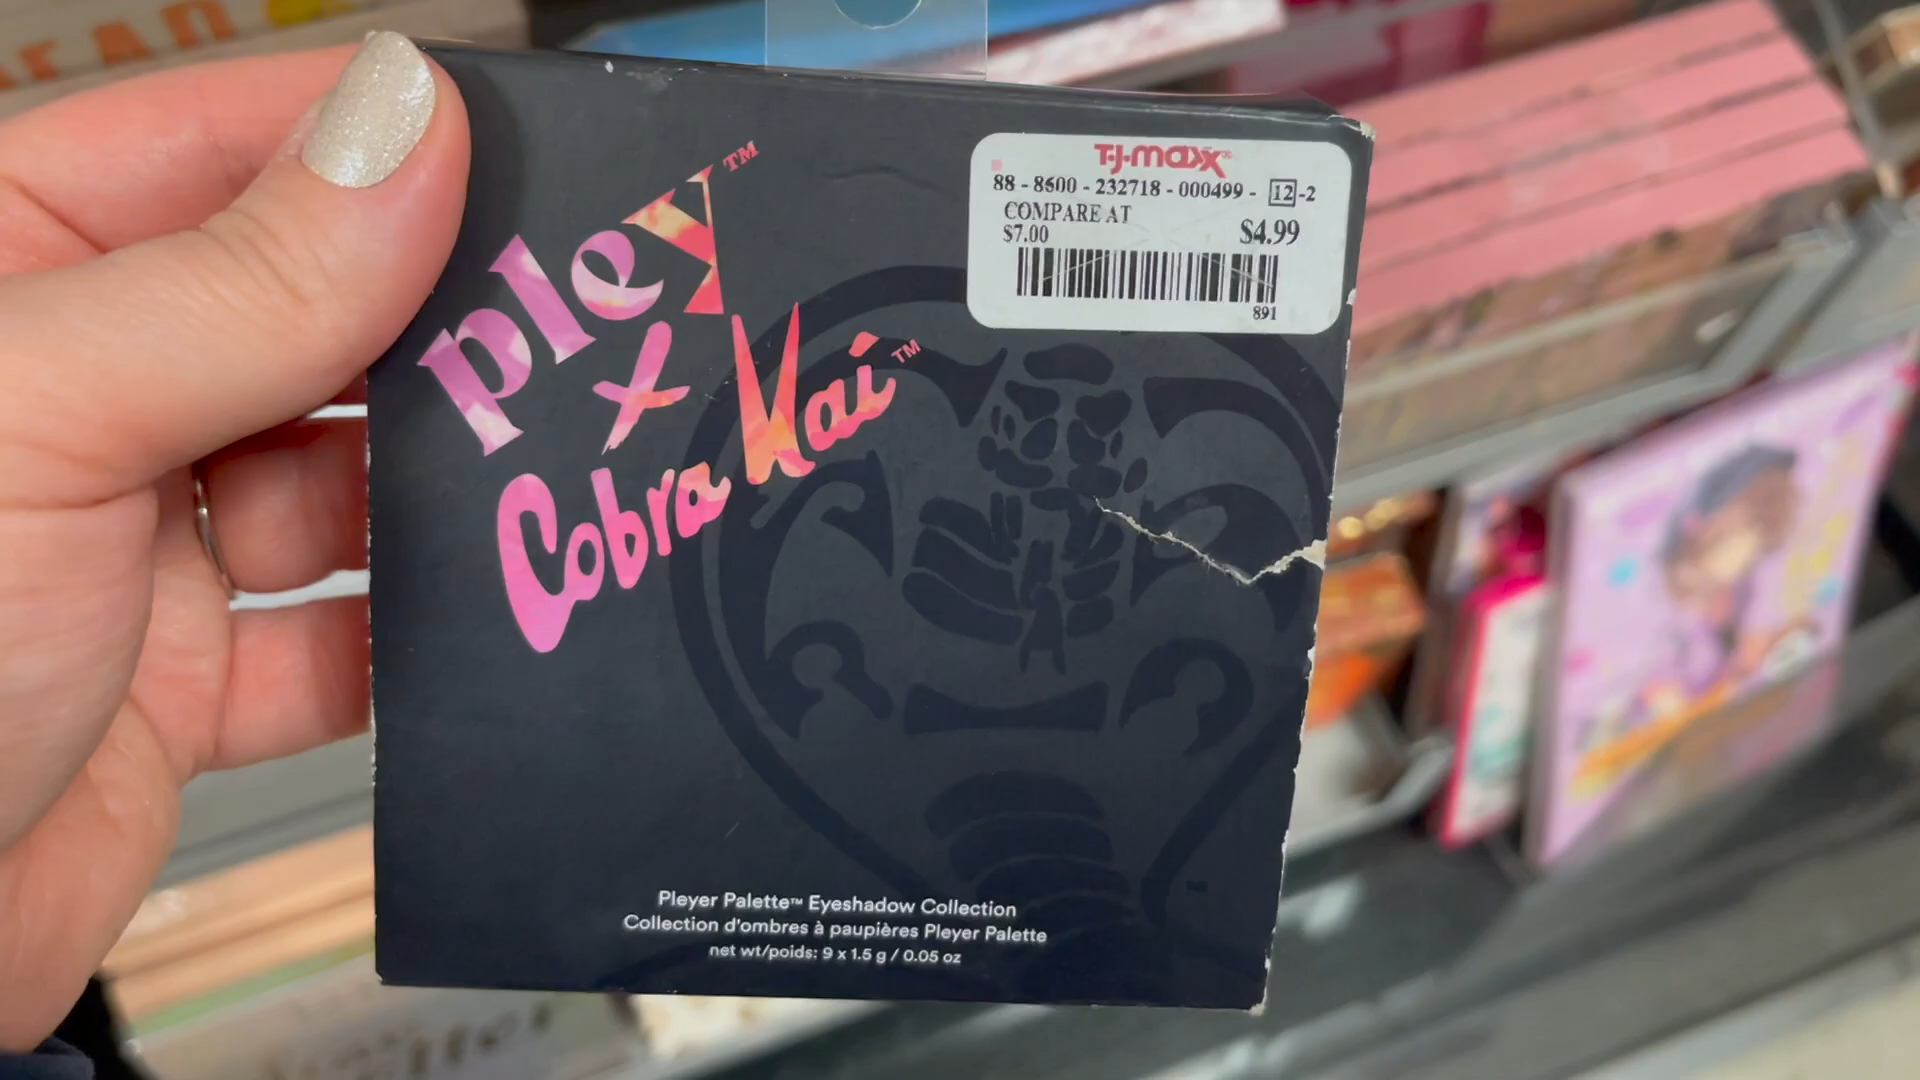 EAD
pley™
x
Cobra Kai™
T·J·maxx®
88 - 8600 - 232718 - 000499 - 12 -2
COMPARE AT
$7.00 $4.99
891
Pleyer Palette™ Eyeshadow Collection
Collection d'ombres à paupières Pleyer Palette
net wt/poids: 9 x 1.5 g / 0.05 oz